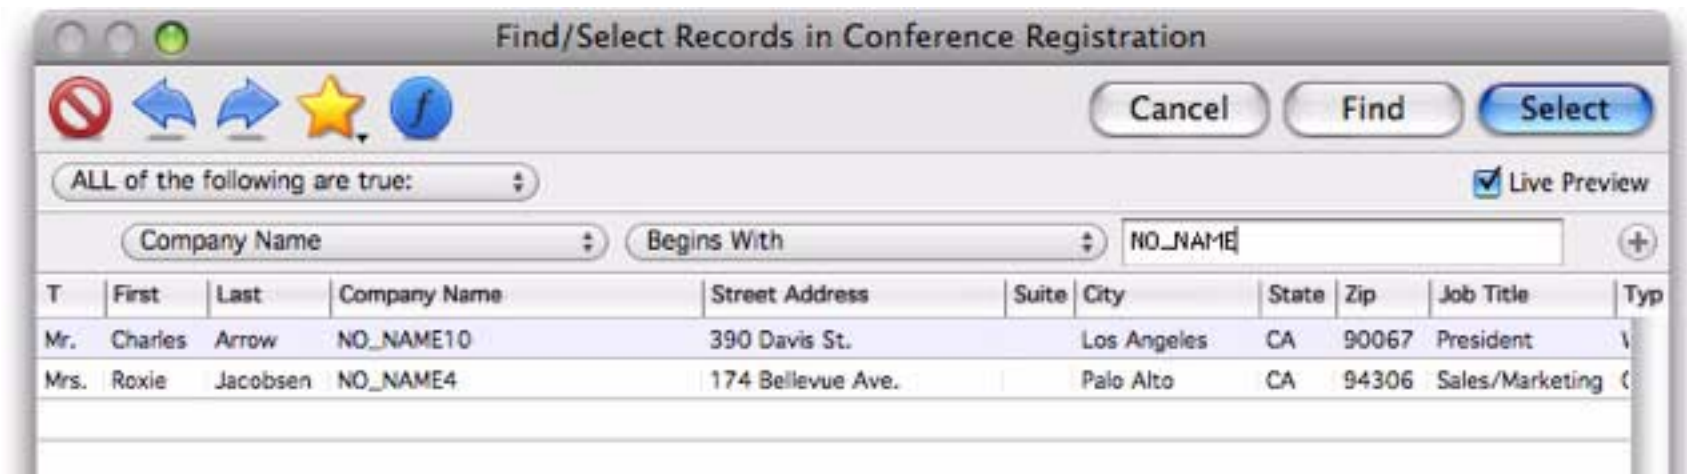 Find/Select Records in Conference Registration
f Cancel Find Select
ALL of the following are true: Live Preview
Company Name Begins With NO_NAME
T First Last Company Name Street Address Suite City State Zip Job Title Typ
Mr. Charles Arrow NO_NAME10 390 Davis St. Los Angeles CA 90067 President
Mrs. Roxie Jacobsen NO_NAME4 174 Bellevue Ave. Palo Alto CA 94306 Sales/Marketing